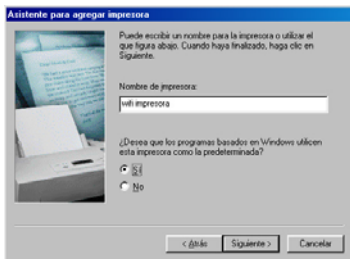 Asistente para agregar impresora
Puede escribir un nombre para la impresora o utilizar el
que figura abajo. Cuando haya finalizado, haga clic en
Siguiente.
Nombre de impresora:
wifi impresora
¿Desea que los programas basados en Windows utilicen
esta impresora como la predeterminada?
Sí
No
< Atrás Siguiente > Cancelar